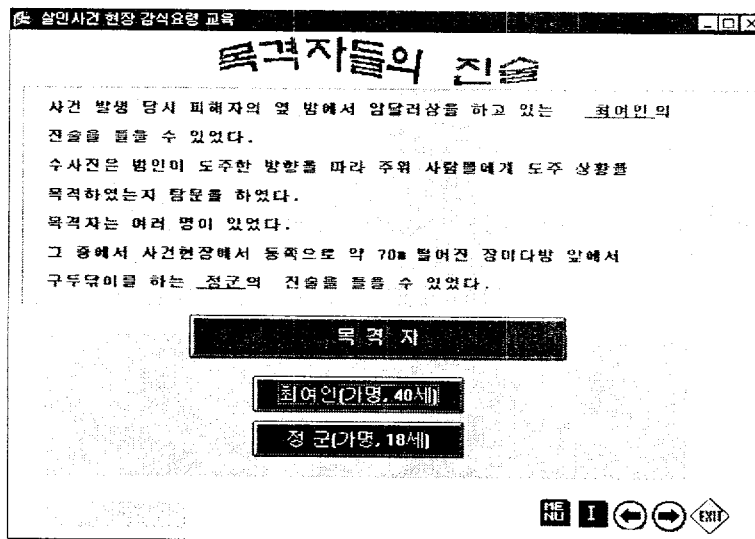 살인사건 현장 감식요령 교육
목격자들의 진술
사건 발생 당시 피해자의 옆 방에서 암달러상을 하고 있는 최여인의
진술을 들을 수 있었다.
수사진은 범인이 도주한 방향을 따라 주위 사람들에게 도주 상황을
목격하였는지 탐문을 하였다.
목격자는 여러 명이 있었다.
그 중에서 사건현장에서 동쪽으로 약 70m 떨어진 장미다방 앞에서
구두닦이를 하는 정군의 진술을 들을 수 있었다.
목 격 자
최여인(가명, 40세)
정 군(가명, 18세)
MENU I EXIT